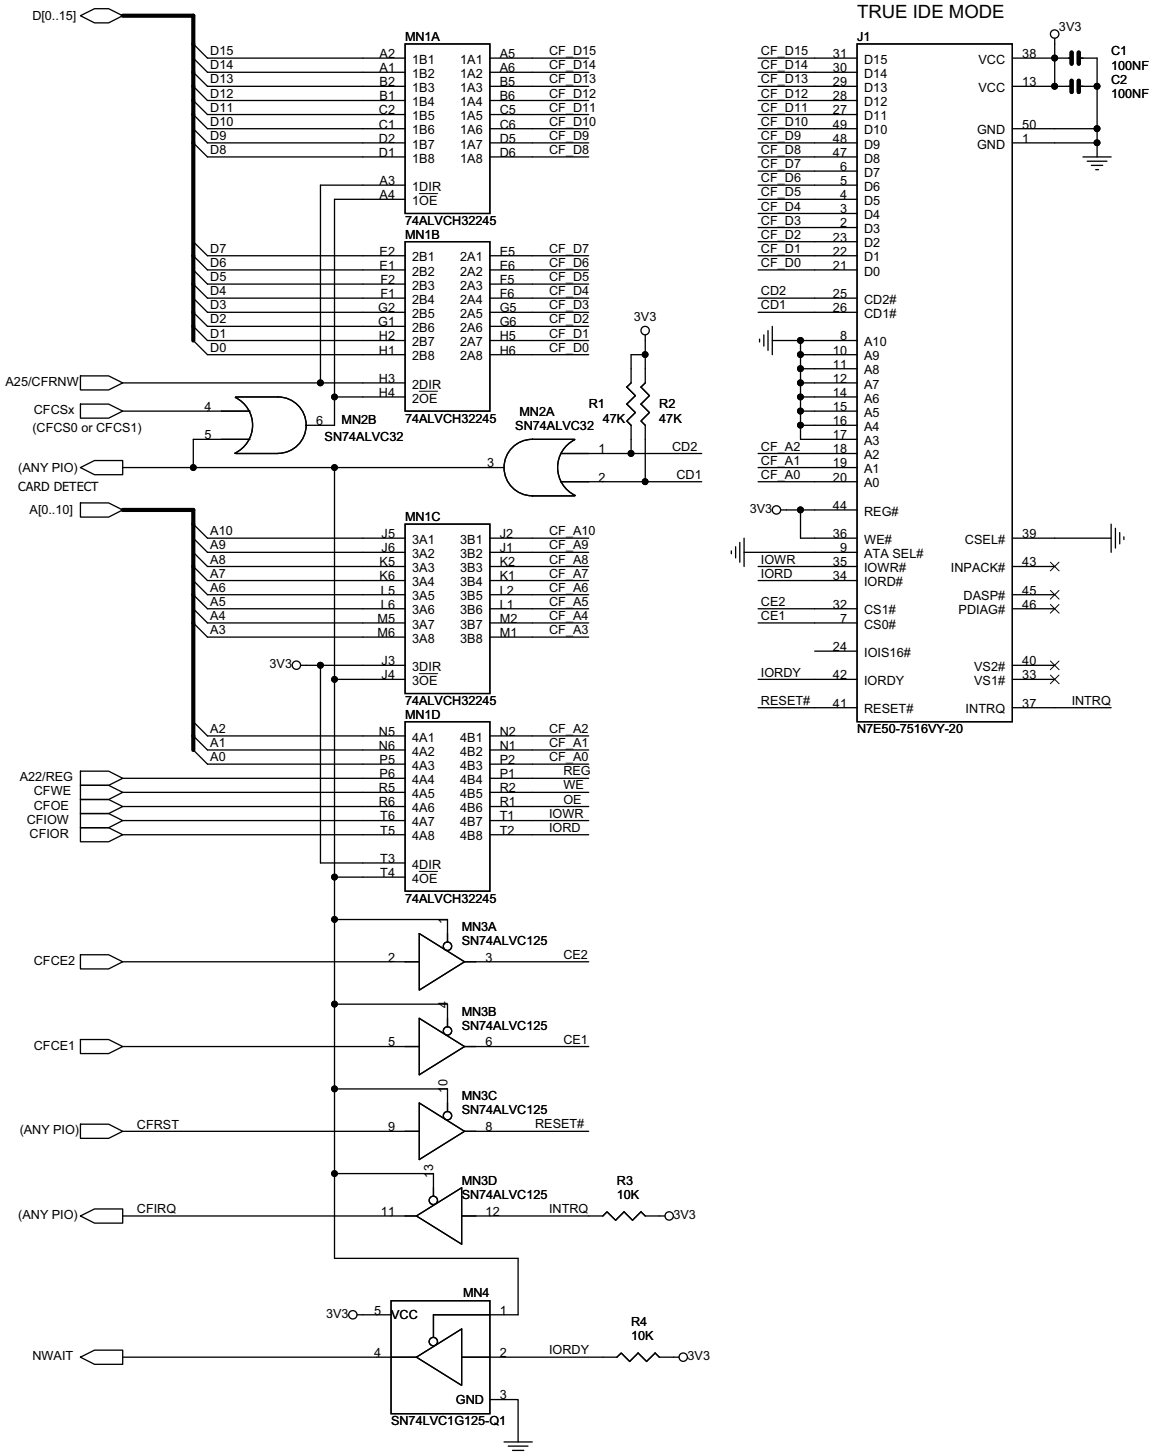 TRUE IDE MODE
D[0..15]
MN1A
D15 A2 1B1 1A1 A5 CF_D15
D14 A1 1B2 1A2 A6 CF_D14
D13 B2 1B3 1A3 B5 CF_D13
D12 B1 1B4 1A4 B6 CF_D12
D11 C2 1B5 1A5 C5 CF_D11
D10 C1 1B6 1A6 C6 CF_D10
D9 D2 1B7 1A7 D5 CF_D9
D8 D1 1B8 1A8 D6 CF_D8
A3 1DIR
A4 1OE
74ALVCH32245
MN1B
D7 E2 2B1 2A1 E5 CF_D7
D6 E1 2B2 2A2 E6 CF_D6
D5 F2 2B3 2A3 F5 CF_D5
D4 F1 2B4 2A4 F6 CF_D4
D3 G2 2B5 2A5 G5 CF_D3
D2 G1 2B6 2A6 G6 CF_D2
D1 H2 2B7 2A7 H5 CF_D1
D0 H1 2B8 2A8 H6 CF_D0
A25/CFRNW H3 2DIR
H4 2OE
74ALVCH32245
CFCSx 4
(CFCS0 or CFCS1)
5
6 MN2B
SN74ALVC32
3V3
R1
47K
R2
47K
MN2A
SN74ALVC32
1 CD2
3
2 CD1
(ANY PIO)
CARD DETECT
A[0..10]
MN1C
A10 J5 3A1 3B1 J2 CF_A10
A9 J6 3A2 3B2 J1 CF_A9
A8 K5 3A3 3B3 K2 CF_A8
A7 K6 3A4 3B4 K1 CF_A7
A6 L5 3A5 3B5 L2 CF_A6
A5 L6 3A6 3B6 L1 CF_A5
A4 M5 3A7 3B7 M2 CF_A4
A3 M6 3A8 3B8 M1 CF_A3
3V3 J3 3DIR
J4 3OE
74ALVCH32245
MN1D
A2 N5 4A1 4B1 N2 CF_A2
A1 N6 4A2 4B2 N1 CF_A1
A0 P5 4A3 4B3 P2 CF_A0
A22/REG P6 4A4 4B4 P1 REG
CFWE R5 4A5 4B5 R2 WE
CFOE R6 4A6 4B6 R1 OE
CFIOW T6 4A7 4B7 T1 IOWR
CFIOR T5 4A8 4B8 T2 IORD
T3 4DIR
T4 4OE
74ALVCH32245
1 MN3A
SN74ALVC125
CFCE2 2 3 CE2
4 MN3B
SN74ALVC125
CFCE1 5 6 CE1
10 MN3C
SN74ALVC125
(ANY PIO) CFRST 9 8 RESET#
13 MN3D
SN74ALVC125
(ANY PIO) CFIRQ 11 12 INTRQ
R3
10K
3V3
MN4
3V3 5 VCC 1
NWAIT 4 2 IORDY
R4
10K
3V3
GND 3
SN74LVC1G125-Q1
J1
CF_D15 31 D15
CF_D14 30 D14
CF_D13 29 D13
CF_D12 28 D12
CF_D11 27 D11
CF_D10 49 D10
CF_D9 48 D9
CF_D8 47 D8
CF_D7 6 D7
CF_D6 5 D6
CF_D5 4 D5
CF_D4 3 D4
CF_D3 2 D3
CF_D2 23 D2
CF_D1 22 D1
CF_D0 21 D0
CD2 25 CD2#
CD1 26 CD1#
8 A10
10 A9
11 A8
12 A7
14 A6
15 A5
16 A4
17 A3
CF_A2 18 A2
CF_A1 19 A1
CF_A0 20 A0
3V3 44 REG#
36 WE#
9 ATA SEL#
IOWR 35 IOWR#
IORD 34 IORD#
CE2 32 CS1#
CE1 7 CS0#
24 IOIS16#
IORDY 42 IORDY
RESET# 41 RESET#
3V3
VCC 38
C1
100NF
VCC 13
C2
100NF
GND 50
GND 1
CSEL# 39
INPACK# 43
DASP# 45
PDIAG# 46
VS2# 40
VS1# 33
INTRQ 37 INTRQ
N7E50-7516VY-20